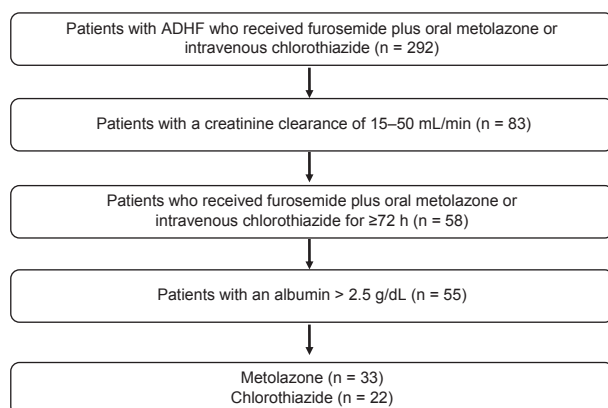 Patients with ADHF who received furosemide plus oral metolazone or
intravenous chlorothiazide (n = 292)
Patients with a creatinine clearance of 15–50 mL/min (n = 83)
Patients who received furosemide plus oral metolazone or
intravenous chlorothiazide for ≥72 h (n = 58)
Patients with an albumin > 2.5 g/dL (n = 55)
Metolazone (n = 33)
Chlorothiazide (n = 22)